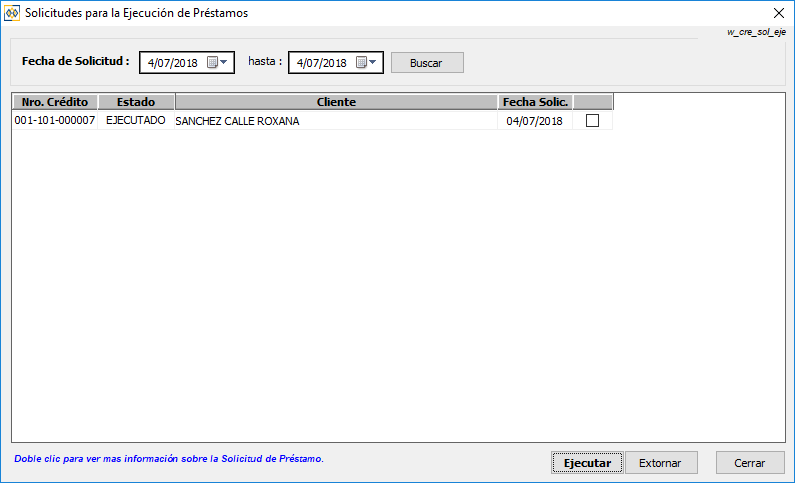 Solicitudes para la Ejecución de Préstamos
w_cre_sol_eje
Fecha de Solicitud : 4/07/2018 hasta : 4/07/2018 Buscar
Nro. Crédito Estado Cliente Fecha Solic.
001-101-000007 EJECUTADO SANCHEZ CALLE ROXANA 04/07/2018
Doble clic para ver mas información sobre la Solicitud de Préstamo.
Ejecutar Extornar Cerrar